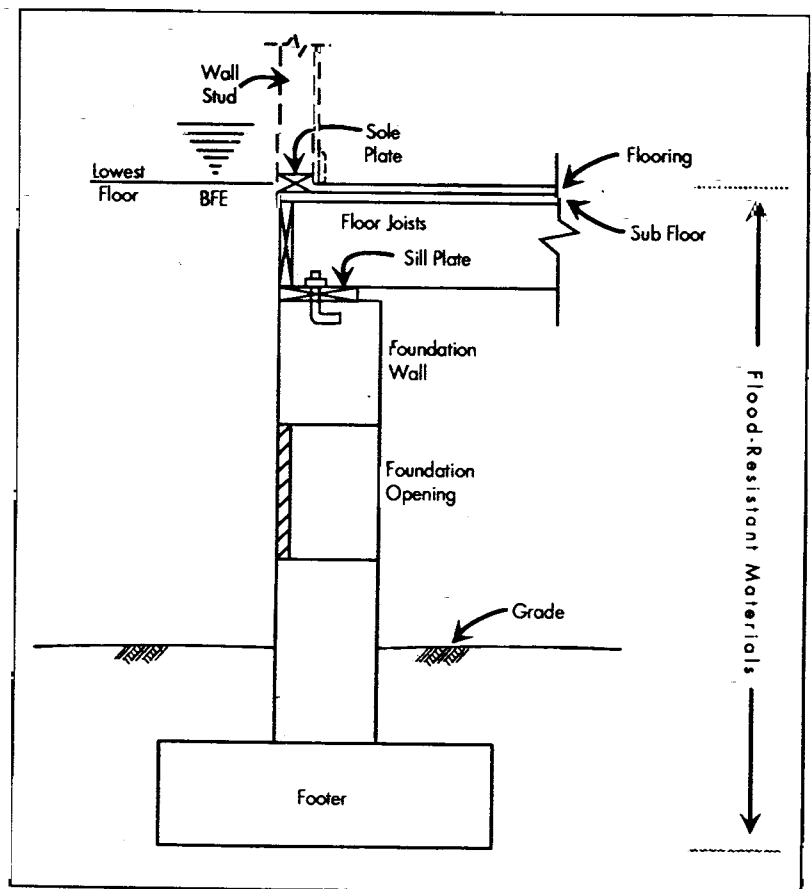 Wall
Stud
Sole
Plate
Lowest
Floor
BFE
Flooring
Sub Floor
Floor Joists
Sill Plate
Foundation
Wall
Foundation
Opening
Flood-Resistant Materials
Grade
Footer